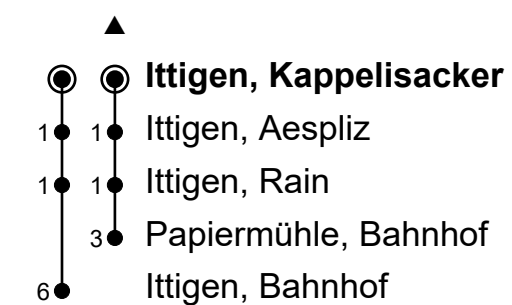 Ittigen, Kappelisacker
1 1 Ittigen, Aespliz
1 1 Ittigen, Rain
3 Papiermühle, Bahnhof
6 Ittigen, Bahnhof